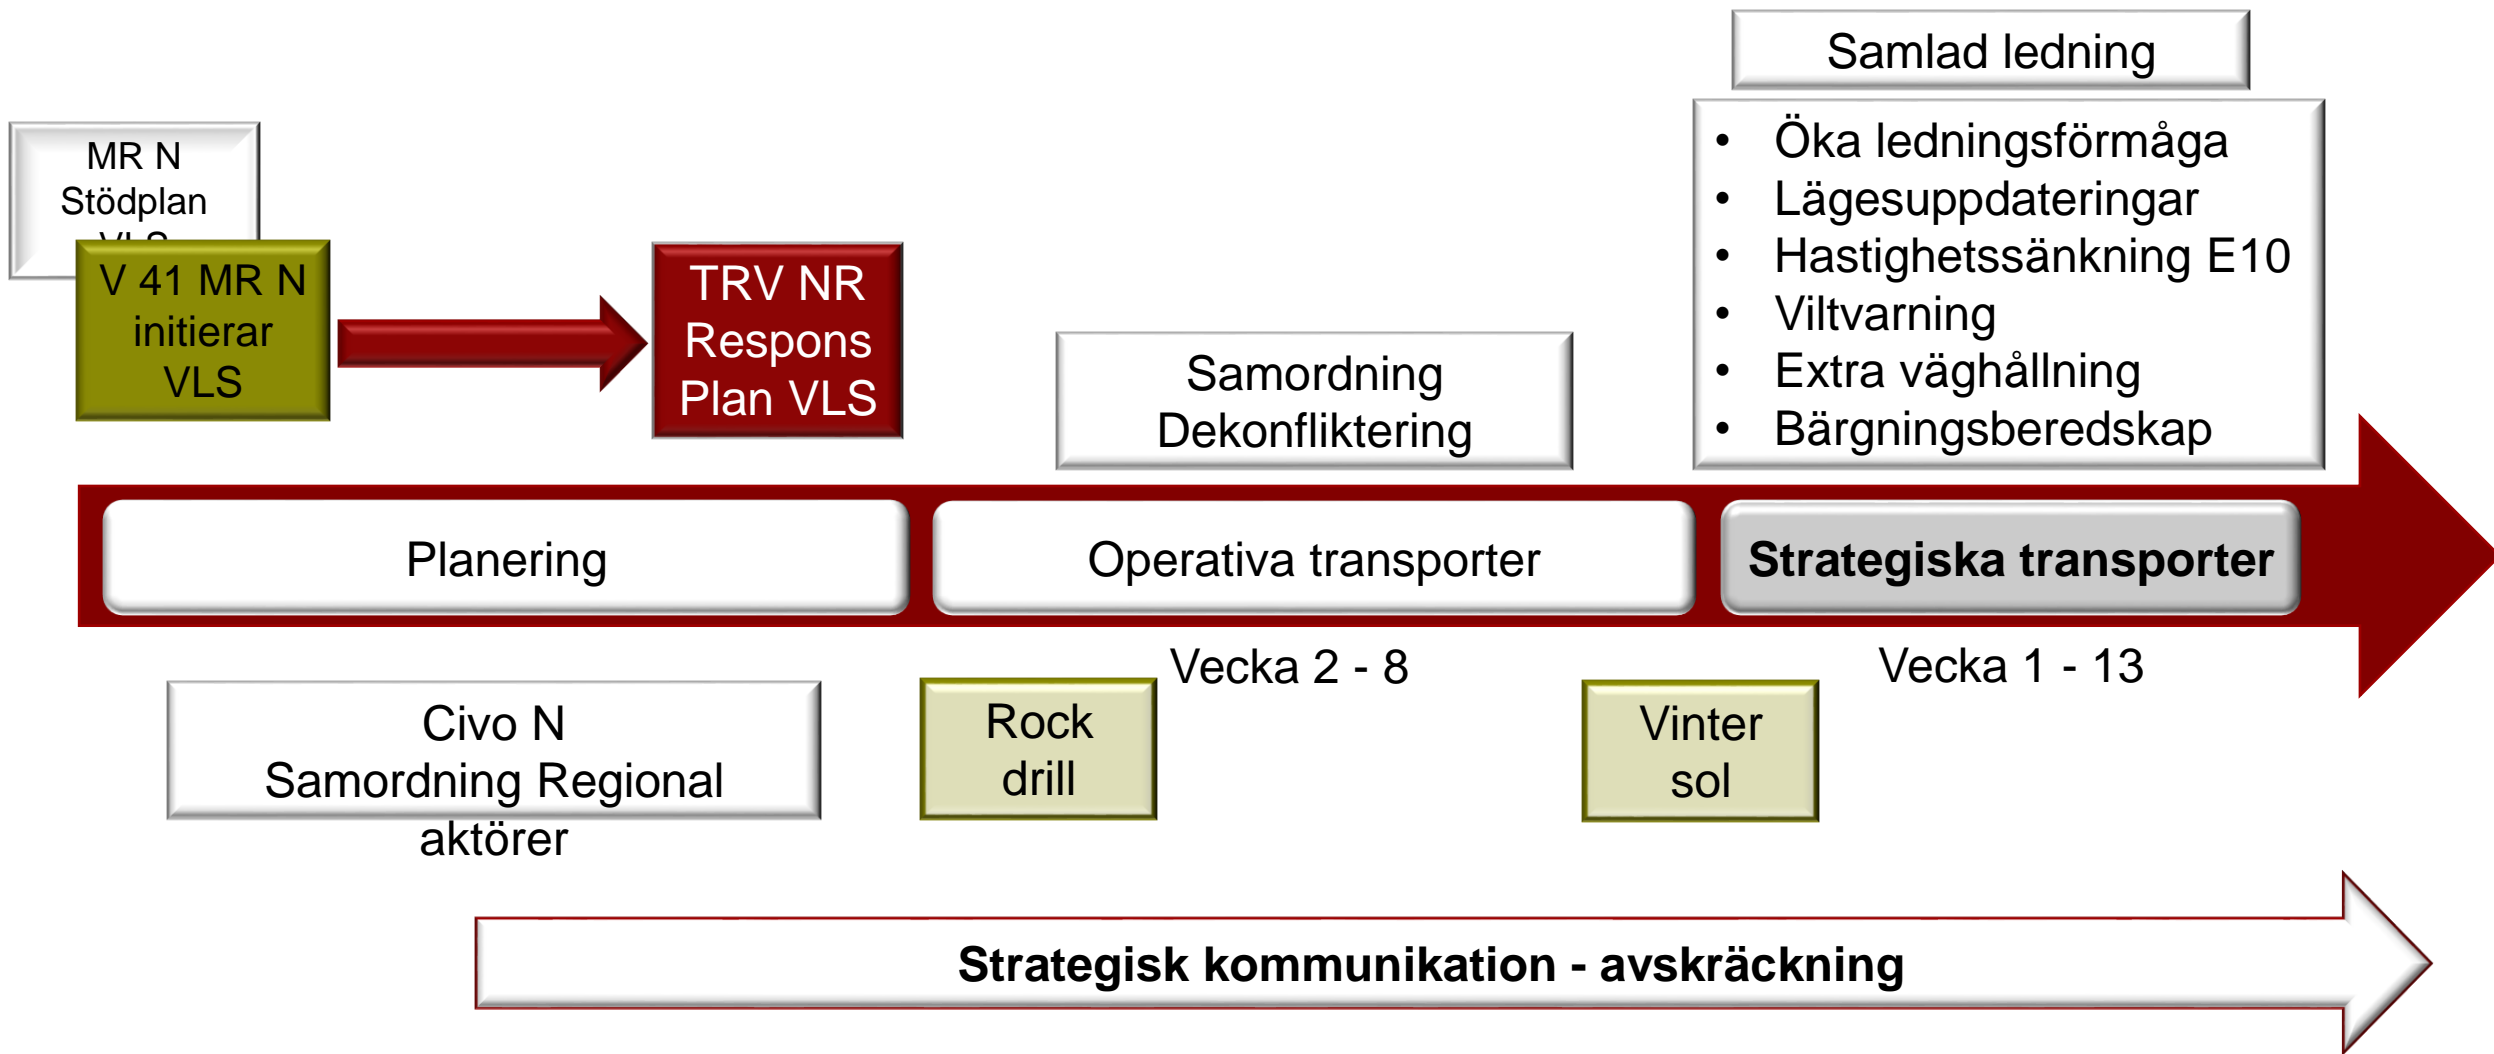 Samlad ledning
• Öka ledningsförmåga
• Lägesuppdateringar
• Hastighetssänkning E10
• Viltvarning
• Extra väghållning
• Bärgningsberedskap
MR N
Stödplan
VLS
V 41 MR N
initierar
VLS
TRV NR
Respons
Plan VLS
Samordning
Dekonfliktering
Planering
Operativa transporter
Strategiska transporter
Vecka 2 - 8
Vecka 1 - 13
Civo N
Samordning Regional
aktörer
Rock
drill
Vinter
sol
Strategisk kommunikation - avskräckning